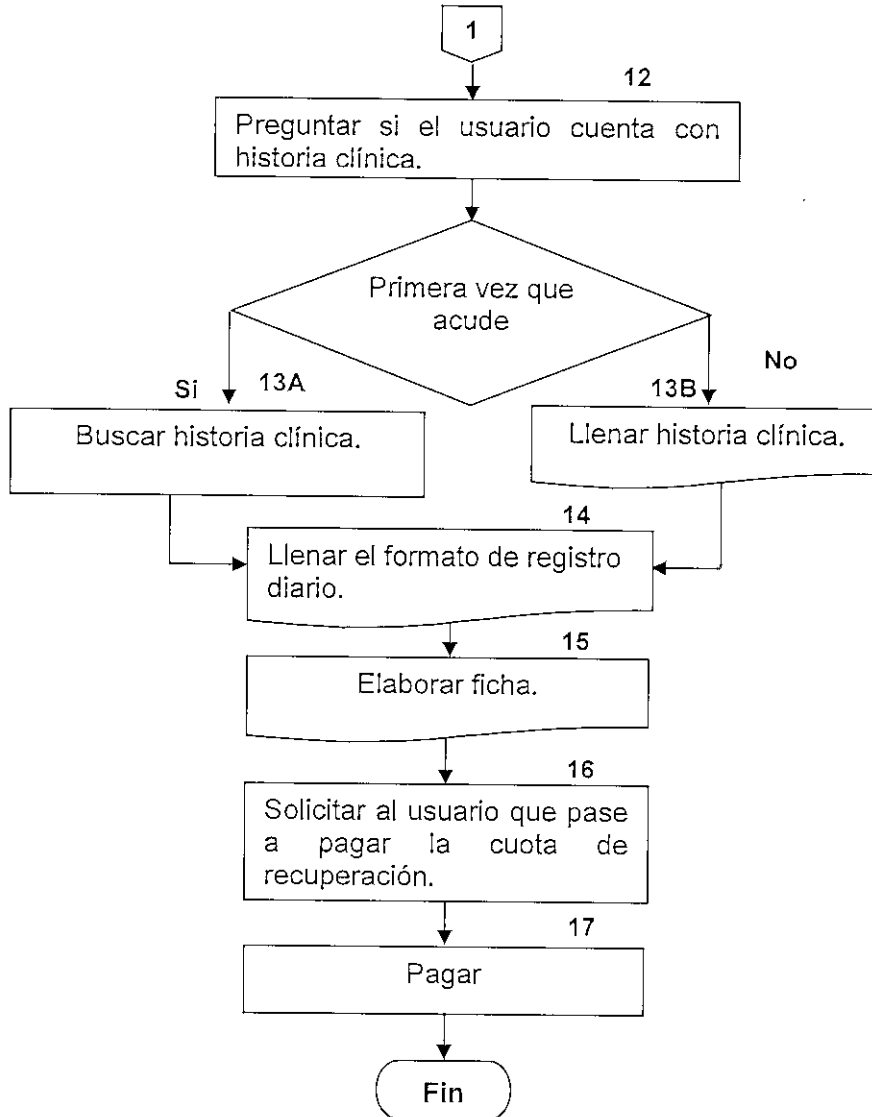 1
12
Preguntar si el usuario cuenta con
historia clínica.
Primera vez que
acude
Sí
13A
No
13B
Buscar historia clínica.
Llenar historia clínica.
14
Llenar el formato de registro
diario.
15
Elaborar ficha.
16
Solicitar al usuario que pase
a pagar la cuota de
recuperación.
17
Pagar
Fin